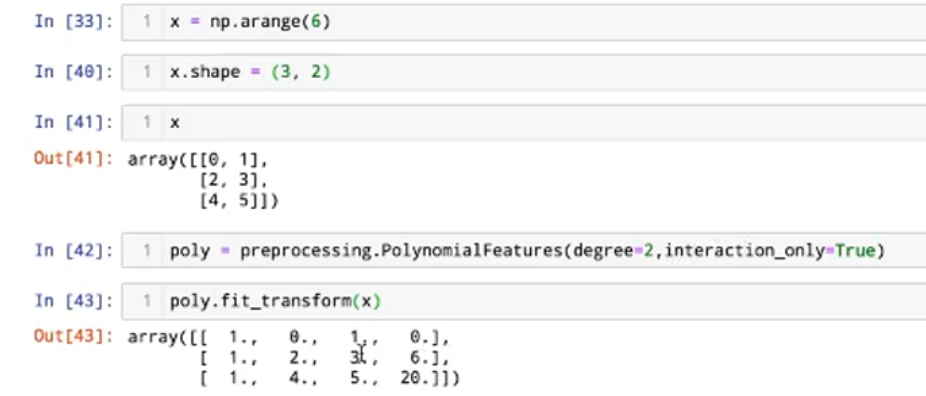 In [33]: 1 x = np.arange(6)
In [40]: 1 x.shape = (3, 2)
In [41]: 1 x
Out[41]: array([[0, 1],
[2, 3],
[4, 5]])
In [42]: 1 poly = preprocessing.PolynomialFeatures(degree=2,interaction_only=True)
In [43]: 1 poly.fit_transform(x)
Out[43]: array([[ 1., 0., 1., 0.],
[ 1., 2., 3., 6.],
[ 1., 4., 5., 20.]])